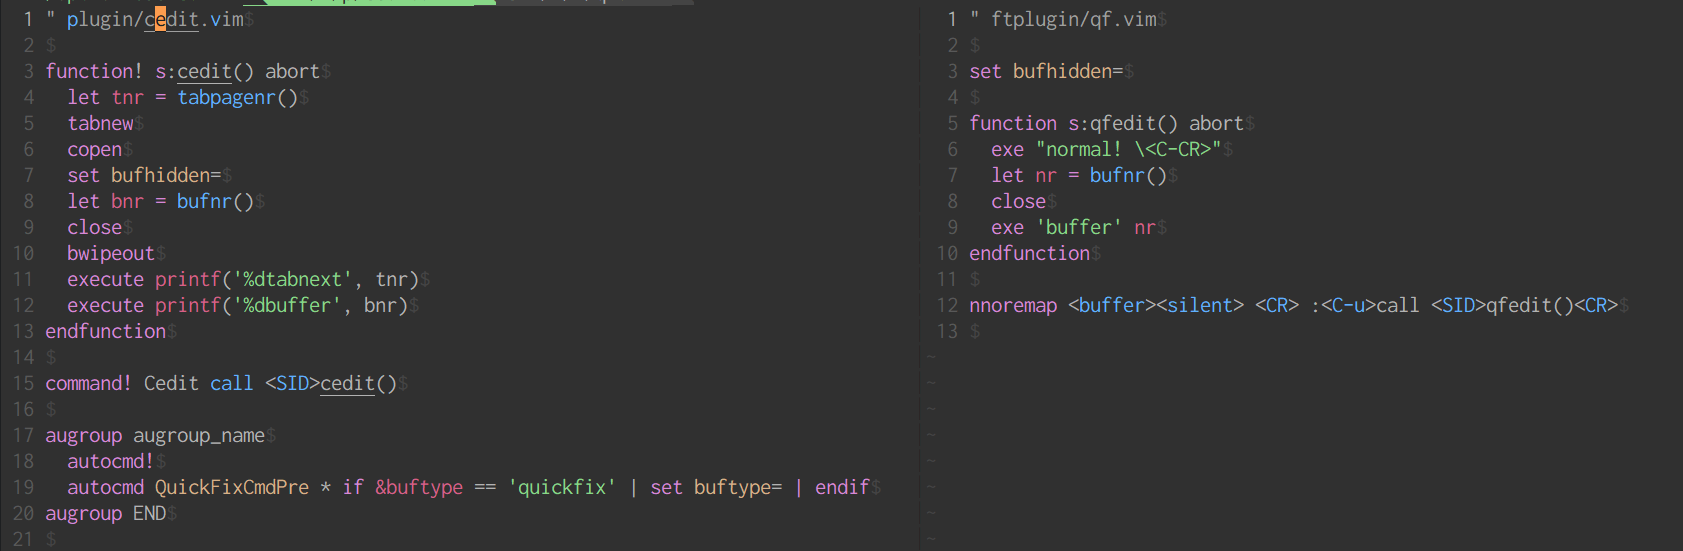 1 " plugin/cedit.vim$
2 $
3 function! s:cedit() abort$
4   let tnr = tabpagenr()$
5   tabnew$
6   copen$
7   set bufhidden=$
8   let bnr = bufnr()$
9   close$
10   bwipeout$
11   execute printf('%dtabnext', tnr)$
12   execute printf('%dbuffer', bnr)$
13 endfunction$
14 $
15 command! Cedit call <SID>cedit()$
16 $
17 augroup augroup_name$
18   autocmd!$
19   autocmd QuickFixCmdPre * if &buftype == 'quickfix' | set buftype= | endif$
20 augroup END$
21 $
1 " ftplugin/qf.vim$
2 $
3 set bufhidden=$
4 $
5 function s:qfedit() abort$
6   exe "normal! \<C-CR>"$
7   let nr = bufnr()$
8   close$
9   exe 'buffer' nr$
10 endfunction$
11 $
12 nnoremap <buffer><silent> <CR> :<C-u>call <SID>qfedit()<CR>$
13 $
~
~
~
~
~
~
~
~